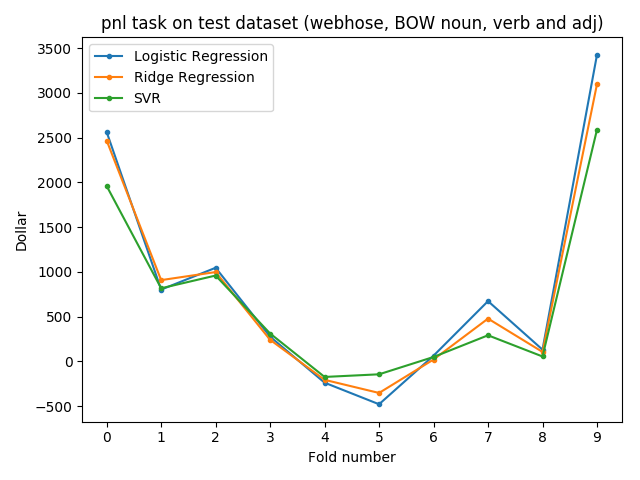 pnl task on test dataset (webhose, BOW noun, verb and adj)
Logistic Regression
Ridge Regression
SVR
3500
3000
2500
2000
1500
1000
500
0
−500
Dollar
0 1 2 3 4 5 6 7 8 9
Fold number